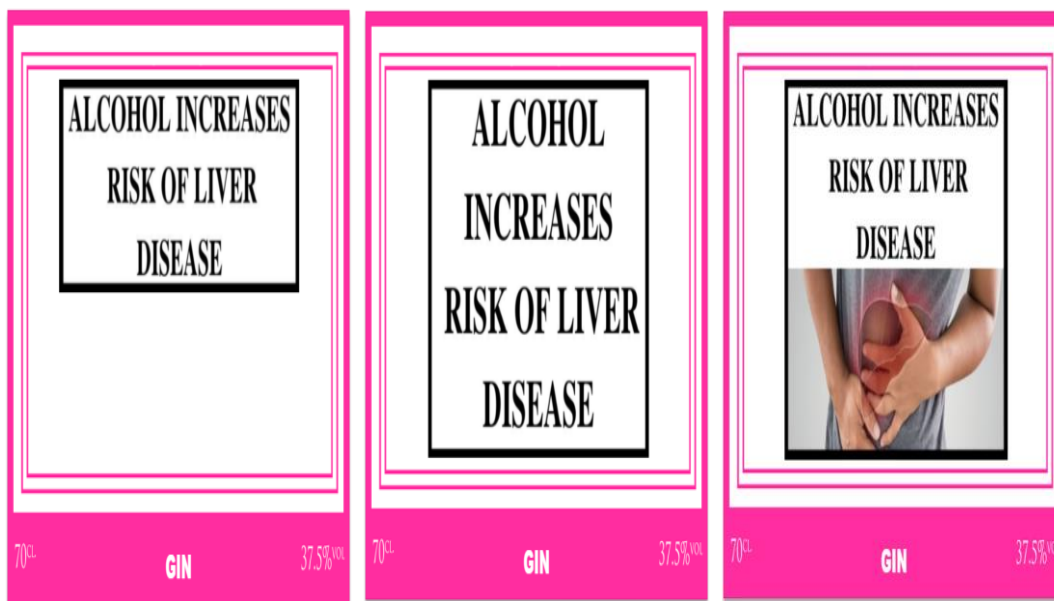 ALCOHOL INCREASES
RISK OF LIVER
DISEASE
70CL GIN 37.5%VOL
ALCOHOL
INCREASES
RISK OF LIVER
DISEASE
70CL GIN 37.5%VOL
ALCOHOL INCREASES
RISK OF LIVER
DISEASE
70CL GIN 37.5%VO